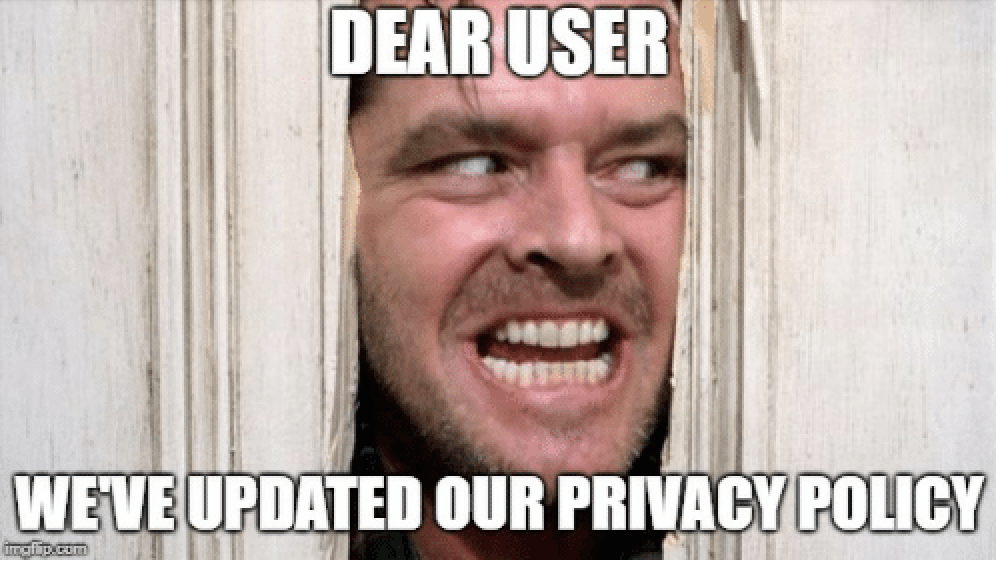 DEAR USER
WE'VE UPDATED OUR PRIVACY POLICY
imgflip.com